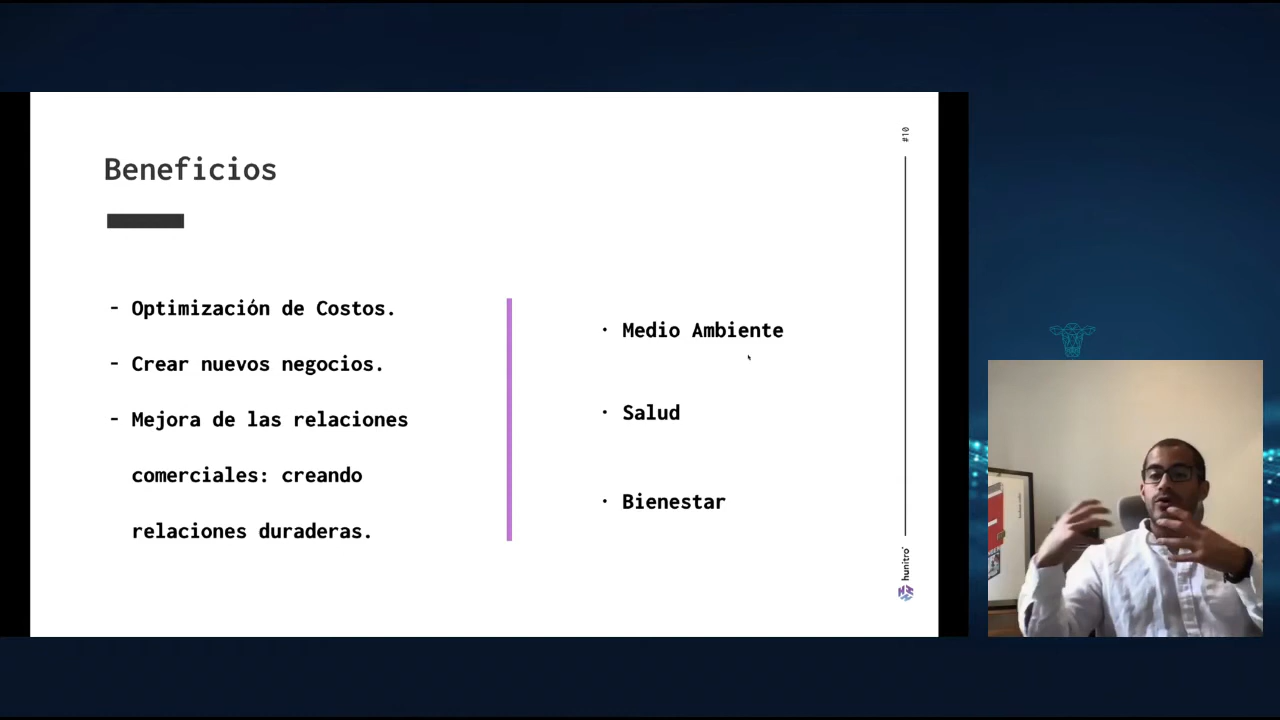 #10
Beneficios
- Optimización de Costos.
- Crear nuevos negocios.
- Mejora de las relaciones
comerciales: creando
relaciones duraderas.
· Medio Ambiente
· Salud
· Bienestar
hunitro